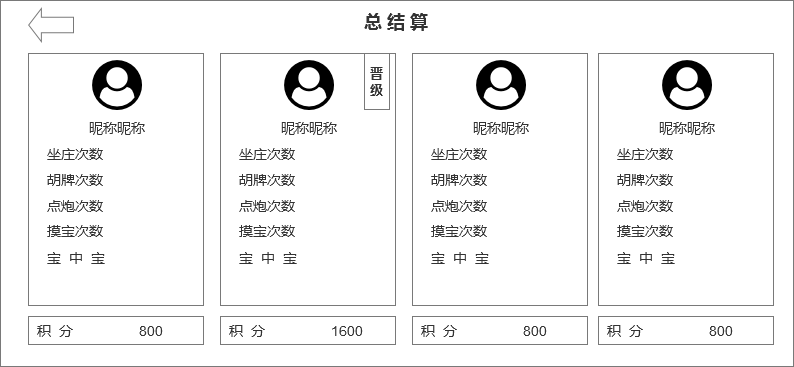 总结算
昵称昵称
坐庄次数
胡牌次数
点炮次数
摸宝次数
宝 中 宝
积 分 800
晋
级
昵称昵称
坐庄次数
胡牌次数
点炮次数
摸宝次数
宝 中 宝
积 分 1600
昵称昵称
坐庄次数
胡牌次数
点炮次数
摸宝次数
宝 中 宝
积 分 800
昵称昵称
坐庄次数
胡牌次数
点炮次数
摸宝次数
宝 中 宝
积 分 800